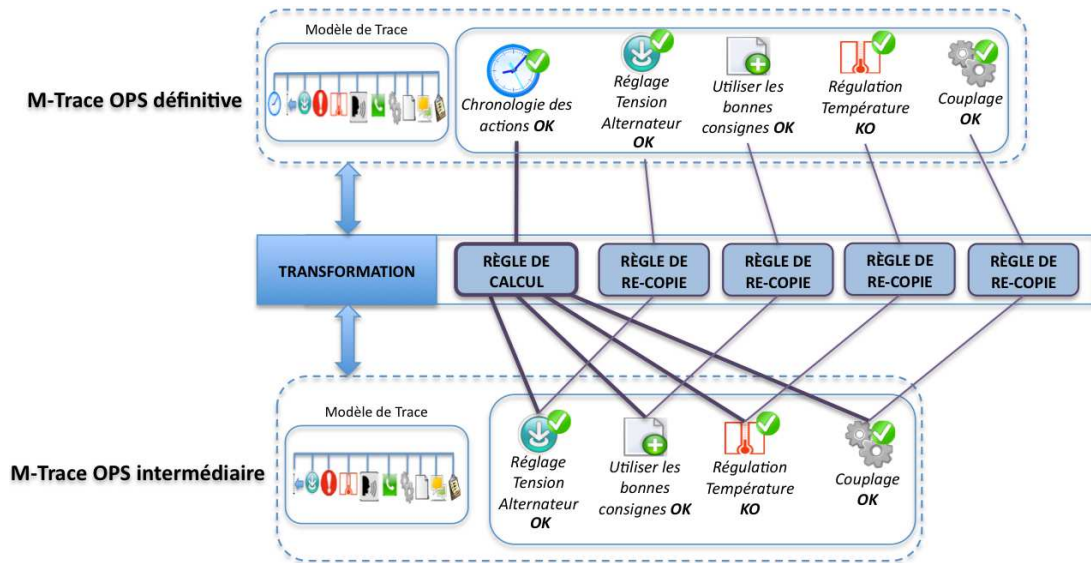 Modèle de Trace
M-Trace OPS définitive
Chronologie des
actions OK
Réglage
Tension
Alternateur
OK
Utiliser les
bonnes
consignes OK
Régulation
Température
KO
Couplage
OK
TRANSFORMATION
RÈGLE DE
CALCUL
RÈGLE DE
RE-COPIE
RÈGLE DE
RE-COPIE
RÈGLE DE
RE-COPIE
RÈGLE DE
RE-COPIE
Modèle de Trace
M-Trace OPS intermédiaire
Réglage
Tension
Alternateur
OK
Utiliser les
bonnes
consignes OK
Régulation
Température
KO
Couplage
OK